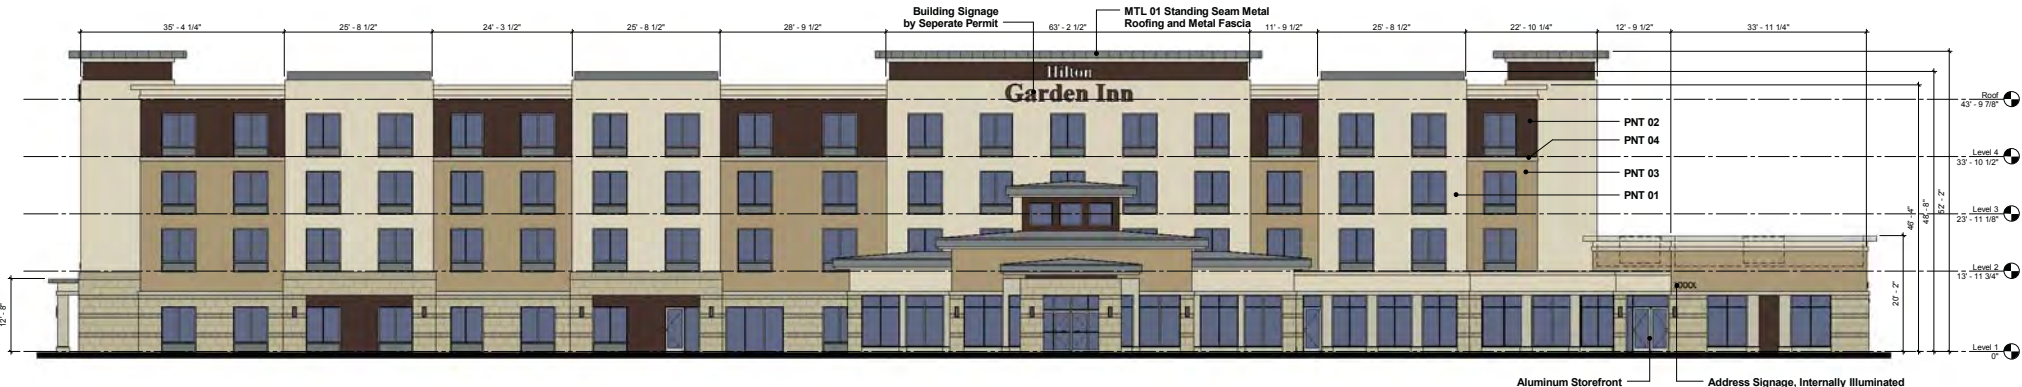 Building Signage
by Seperate Permit
MTL 01 Standing Seam Metal
Roofing and Metal Fascia
35' - 4 1/4"
25' - 8 1/2"
24' - 3 1/2"
25' - 8 1/2"
28' - 9 1/2"
63' - 2 1/2"
11' - 9 1/2"
25' - 8 1/2"
22' - 10 1/4"
12' - 9 1/2"
33' - 11 1/4"
Hilton
Garden Inn
PNT 02
PNT 04
PNT 03
PNT 01
Roof
43' - 9 7/8"
Level 4
33' - 10 1/2"
Level 3
23' - 11 1/8"
Level 2
13' - 11 3/4"
Level 1
0"
46' - 4"
48' - 8"
52' - 2"
20' - 2"
12' - 8"
Aluminum Storefront
Address Signage, Internally Illuminated